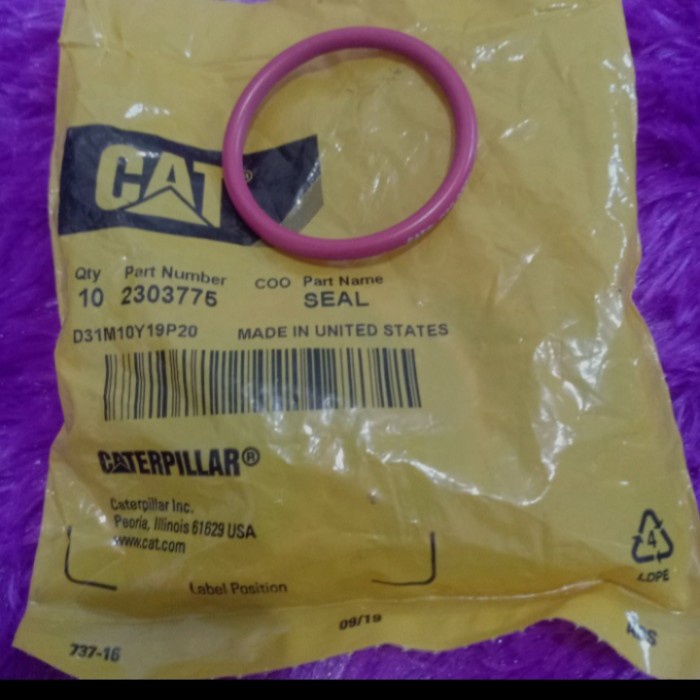 CAT®
Qty Part Number COO Part Name
10 2303775 SEAL
D31M10Y19P20 MADE IN UNITED STATES
CATERPILLAR®
Caterpillar Inc.
Peoria, Illinois 61629 USA
www.cat.com
Label Position
4
LDPE
09/19
737-16